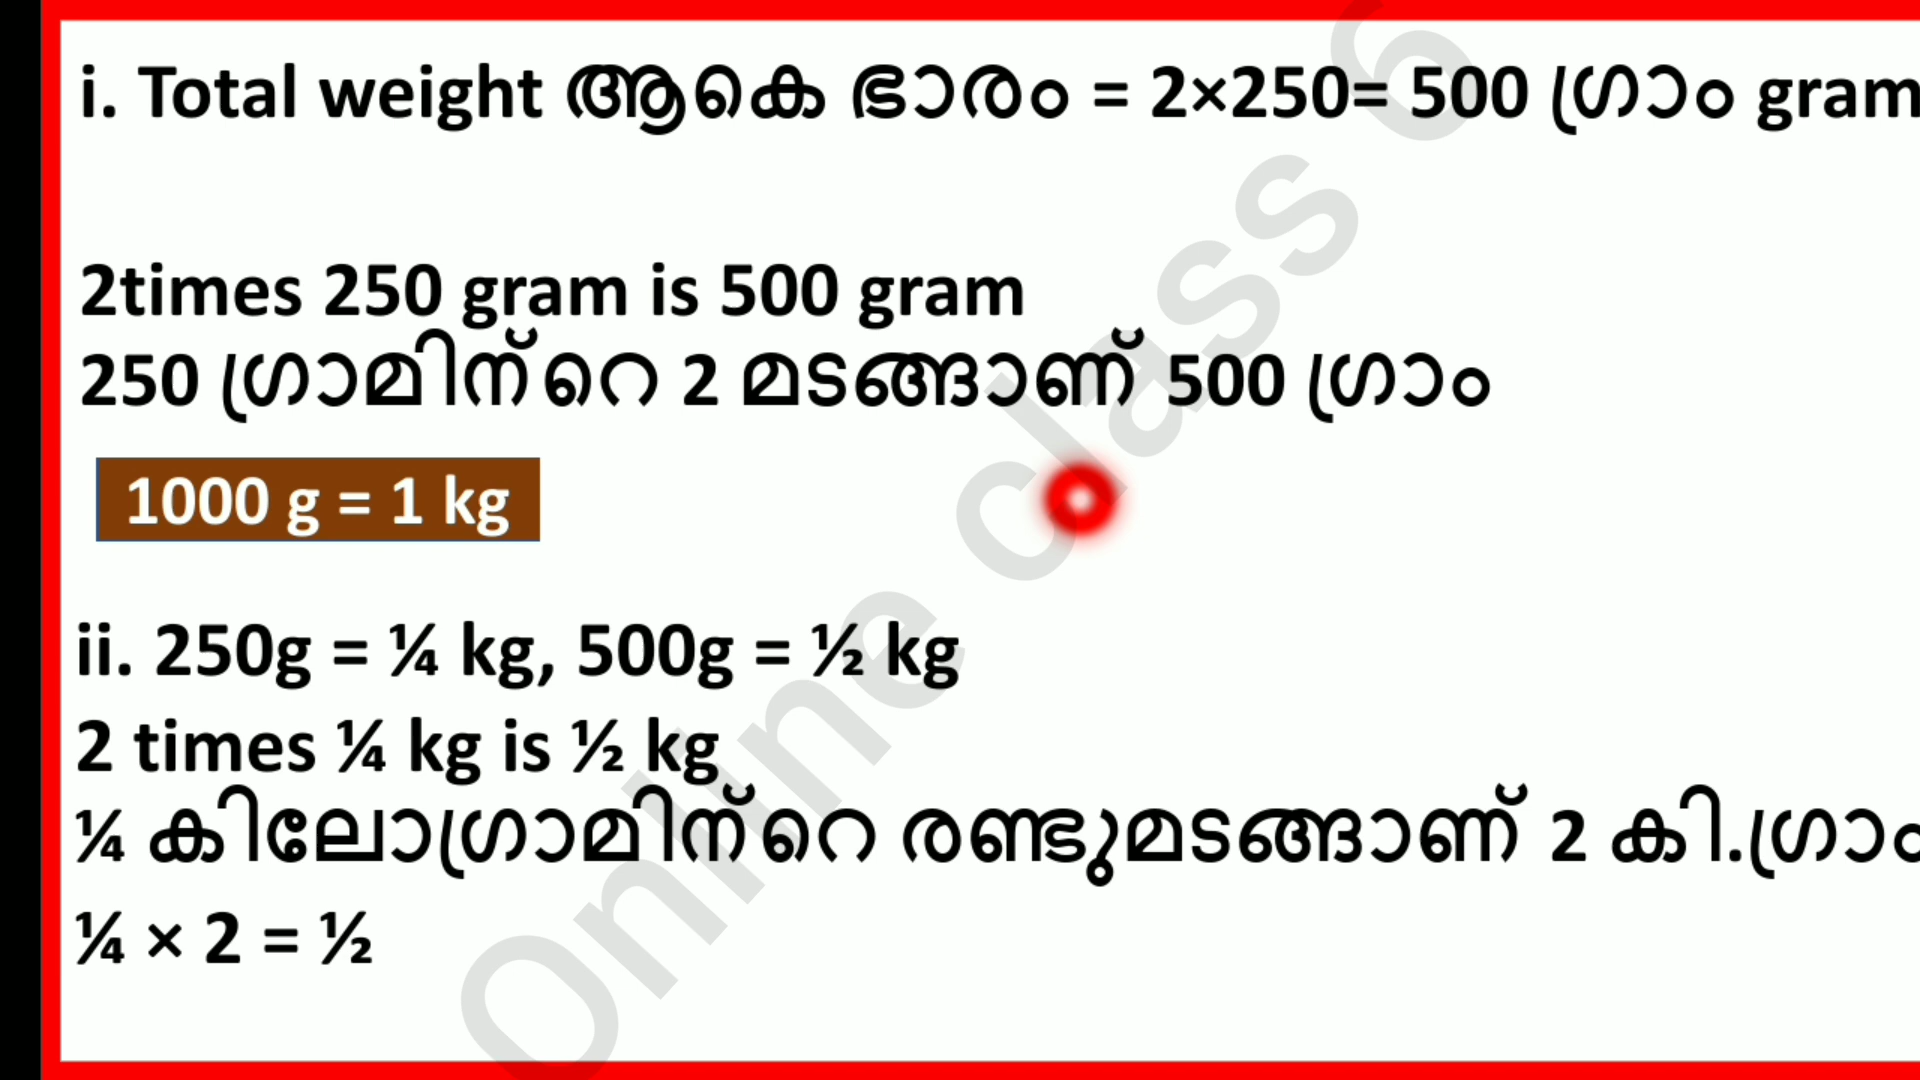 i. Total weight ആകെ ഭാരം = 2×250= 500 ഗ്രാം gram
2times 250 gram is 500 gram
250 ഗ്രാമിന്റെ 2 മടങ്ങാണ് 500 ഗ്രാം
1000 g = 1 kg
ii. 250g = ¼ kg, 500g = ½ kg
2 times ¼ kg is ½ kg
¼ കിലോഗ്രാമിന്റെ രണ്ടുമടങ്ങാണ് 2 കി.ഗ്രാം
¼ × 2 = ½
Online class 6